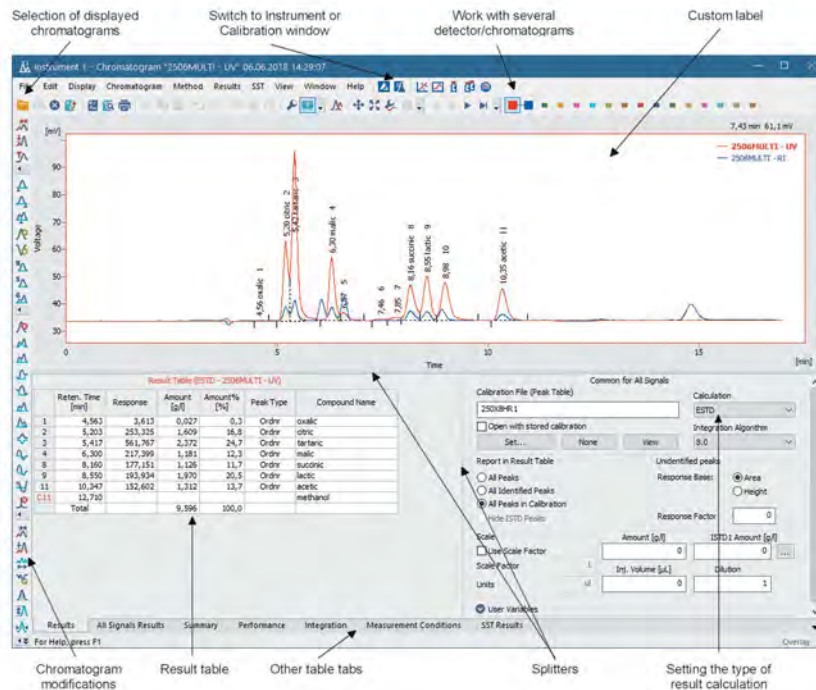 Selection of displayed chromatograms
Switch to Instrument or Calibration window
Work with several detector/chromatograms
Custom label
Instrument 1 - Chromatogram "2506MULTI - UV" 06.06.2018 14:29:07
File Edit Display Chromatogram Method Results SST View Window Help
[mV]
7,43 min 61,1 mV
2506MULTI - UV
2506MULTI - RI
90
80
70
60
50
40
30
Voltage
4,56 oxalic 1
5,20 citric 2
5,42 tartaric 3
6,30 malic 4
5
7,46 6
7,85 7
8,16 succinic 8
8,55 lactic 9
8,98 10
10,35 acetic 11
0 5 10 15
Time
[min]
Result Table (ESTD - 2506MULTI - UV)
Reten. Time [min] Response Amount [g/l] Amount% [%] Peak Type Compound Name
1 4,563 3,613 0,027 0,3 Ordnr oxalic
2 5,203 253,325 1,609 16,8 Ordnr citric
3 5,417 561,767 2,372 24,7 Ordnr tartaric
4 6,300 217,399 1,181 12,3 Ordnr malic
8 8,160 177,151 1,126 11,7 Ordnr succinic
9 8,550 193,934 1,970 20,5 Ordnr lactic
11 10,347 152,602 1,312 13,7 Ordnr acetic
C11 12,710 methanol
Total 9,596 100,0
Common for All Signals
Calibration File (Peak Table)
250X8HR1
Calculation
ESTD
Open with stored calibration
Set... None View
Integration Algorithm
8.0
Report in Result Table
All Peaks
All Identified Peaks
All Peaks in Calibration
Hide ISTD Peaks
Unidentified peaks
Response Base: Area
Height
Response Factor 0
Scale
Use Scale Factor
Scale Factor
Units
uL
Amount [g/l]
0
ISTD1 Amount [g/l]
0
...
Inj. Volume [µL]
0
Dilution
1
User Variables
Results All Signals Results Summary Performance Integration Measurement Conditions SST Results
For Help, press F1
Overlay
Chromatogram modifications
Result table
Other table tabs
Splitters
Setting the type of result calculation